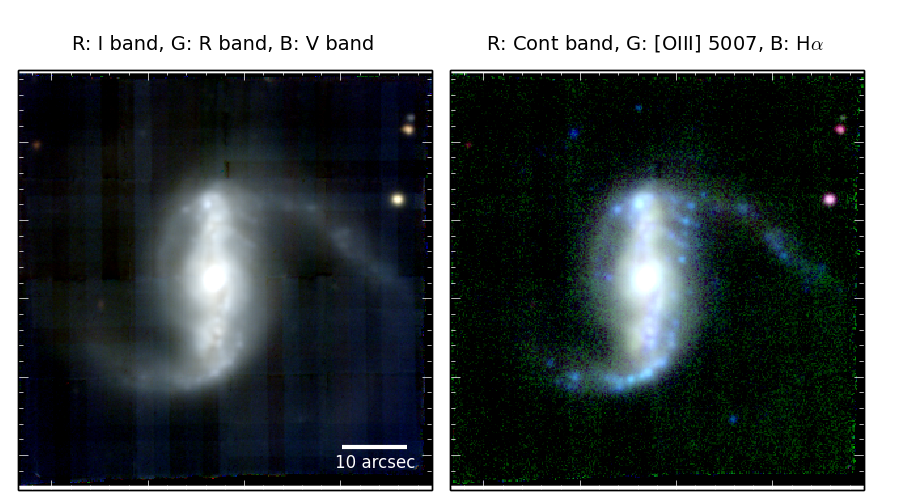 R: I band, G: R band, B: V band
R: Cont band, G: [OIII] 5007, B: Hα
10 arcsec